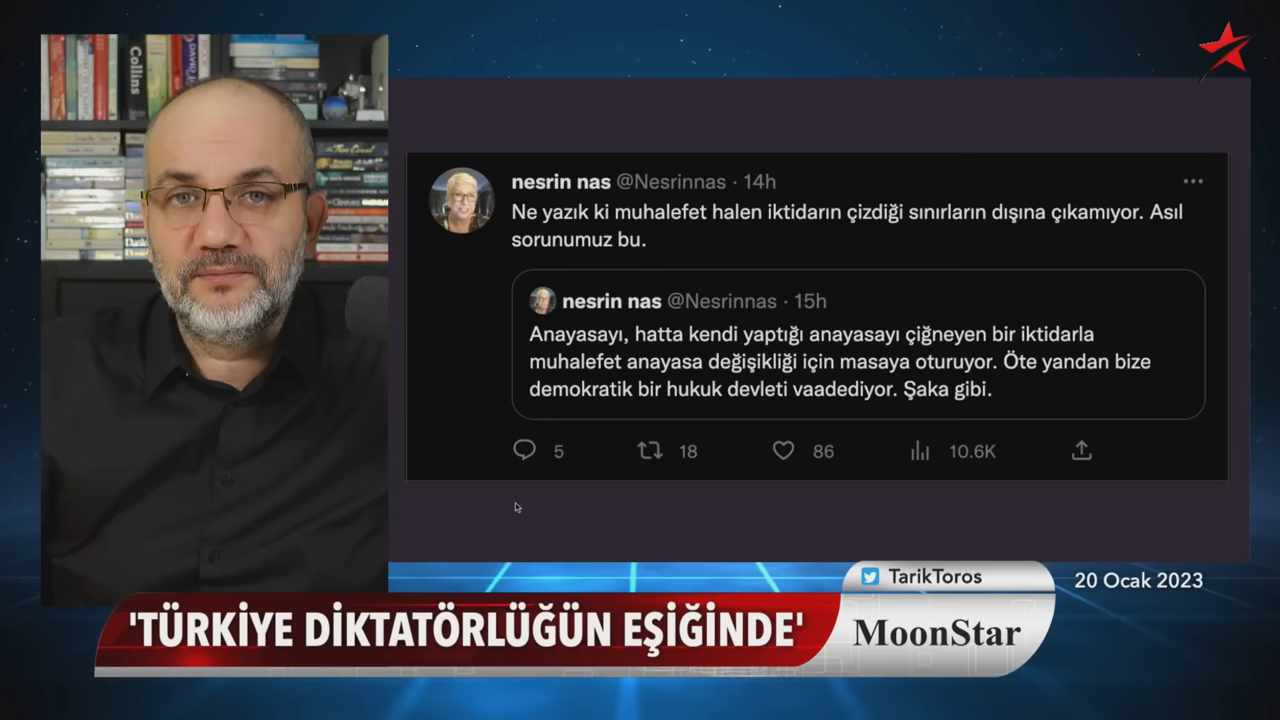 Collins
DAVID
nesrin nas @Nesrinnas · 14h
Ne yazık ki muhalefet halen iktidarın çizdiği sınırların dışına çıkamıyor. Asıl
sorunumuz bu.
nesrin nas @Nesrinnas · 15h
Anayasayı, hatta kendi yaptığı anayasayı çiğneyen bir iktidarla
muhalefet anayasa değişikliği için masaya oturuyor. Öte yandan bize
demokratik bir hukuk devleti vaadediyor. Şaka gibi.
5 18 86 10.6K
TarikToros
20 Ocak 2023
'TÜRKİYE DİKTATÖRLÜĞÜN EŞİĞİNDE'
MoonStar